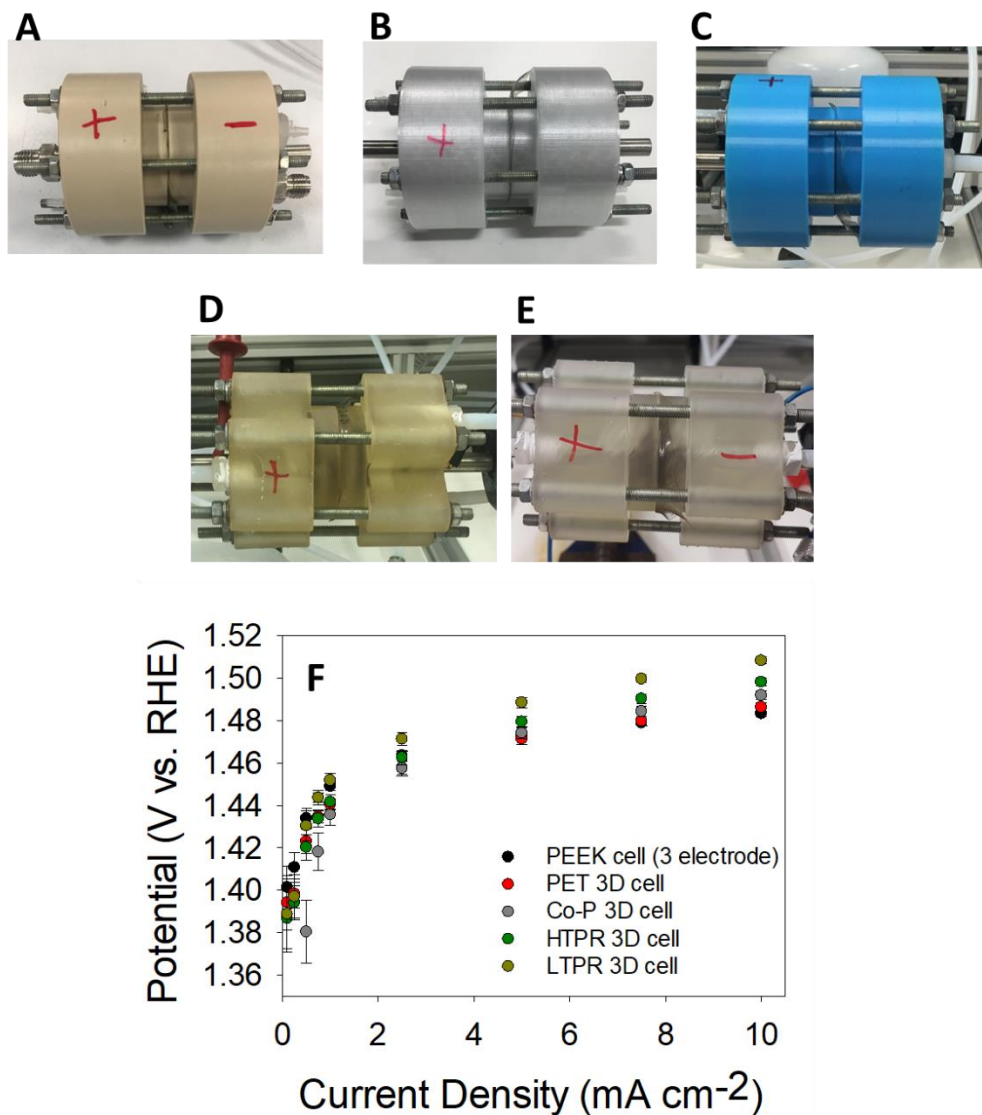 A
B
C
+
-
+
+
D
E
+
+
-
F
1.52
1.50
1.48
1.46
1.44
1.42
1.40
1.38
1.36
Potential (V vs. RHE)
PEEK cell (3 electrode)
PET 3D cell
Co-P 3D cell
HTPR 3D cell
LTPR 3D cell
0 2 4 6 8 10
Current Density (mA cm-2)